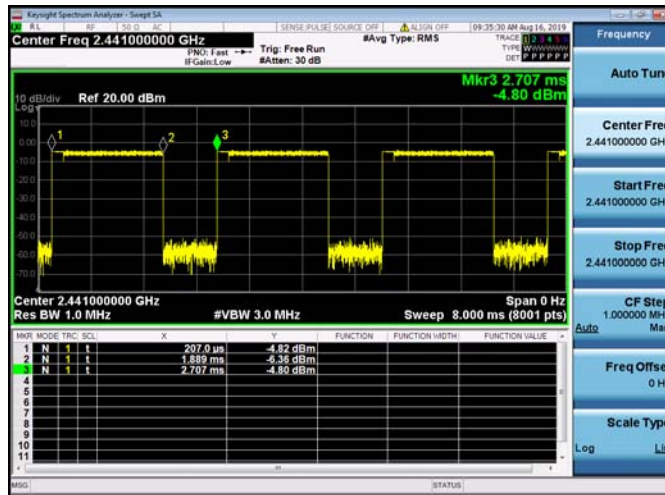 Keysight Spectrum Analyzer - Swept SA
RL RF 50 Ω AC SENSE:PULSE SOURCE OFF ALIGN OFF 09:35:30 AM Aug 16, 2019
Center Freq 2.441000000 GHz #Avg Type: RMS TRACE 1 2 3 4 5 6
PNO: Fast Trig: Free Run TYPE
IFGain:Low #Atten: 30 dB DET P P P P P P
Mkr3 2.707 ms
10 dB/div Ref 20.00 dBm -4.80 dBm
Log
10.0
0.00
1 2 3
-10.0
-20.0
-30.0
-40.0
-50.0
-60.0
-70.0
Center 2.441000000 GHz Span 0 Hz
Res BW 1.0 MHz #VBW 3.0 MHz Sweep 8.000 ms (8001 pts)
MKR MODE TRC SCL X Y FUNCTION FUNCTION WIDTH FUNCTION VALUE
1 N 1 t 207.0 µs -4.82 dBm
2 N 1 t 1.889 ms -6.36 dBm
3 N 1 t 2.707 ms -4.80 dBm
4
5
6
7
8
9
10
11
MSG STATUS
Frequency
Auto Tun
Center Fre
2.441000000 GH
Start Fre
2.441000000 GH
Stop Fre
2.441000000 GH
CF Ste
1.000000 MH
Auto Ma
Freq Offse
0 H
Scale Typ
Log Li